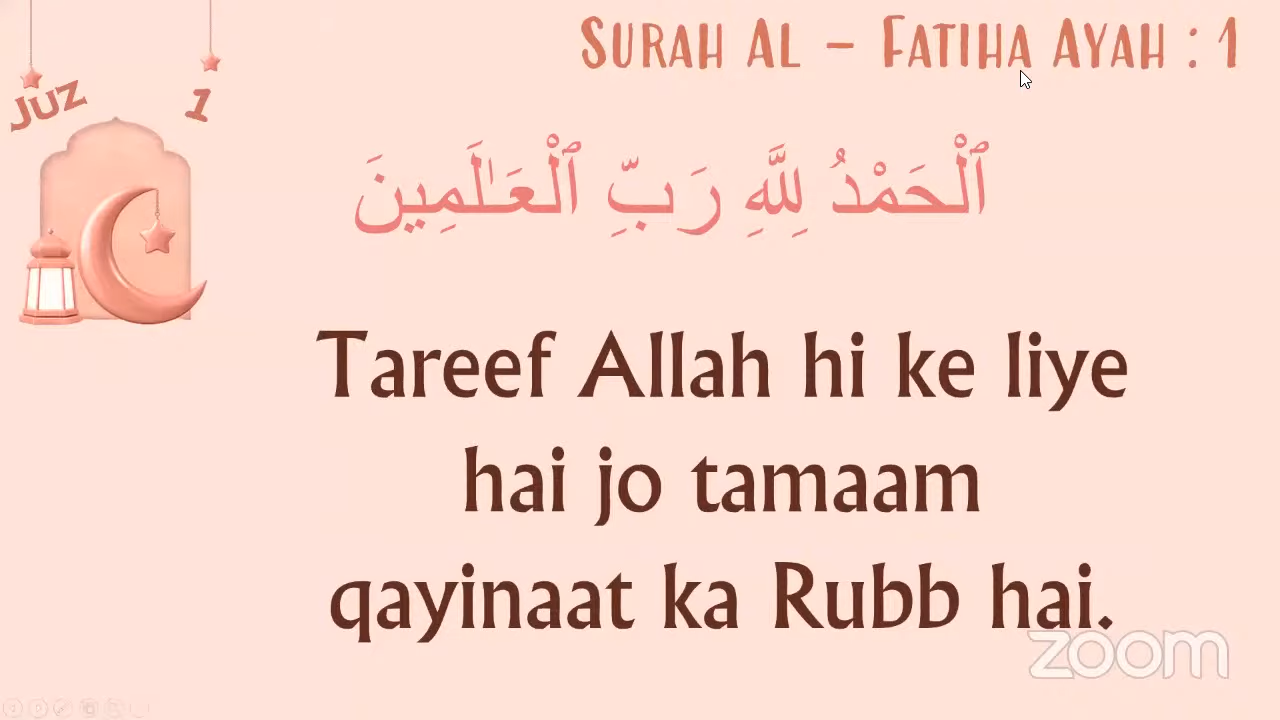 SURAH AL - FATIHA AYAH : 1
JUZ 1
ٱلْحَمْدُ لِلَّهِ رَبِّ ٱلْعَـٰلَمِينَ
Tareef Allah hi ke liye
hai jo tamaam
qayinaat ka Rubb hai.
zoom